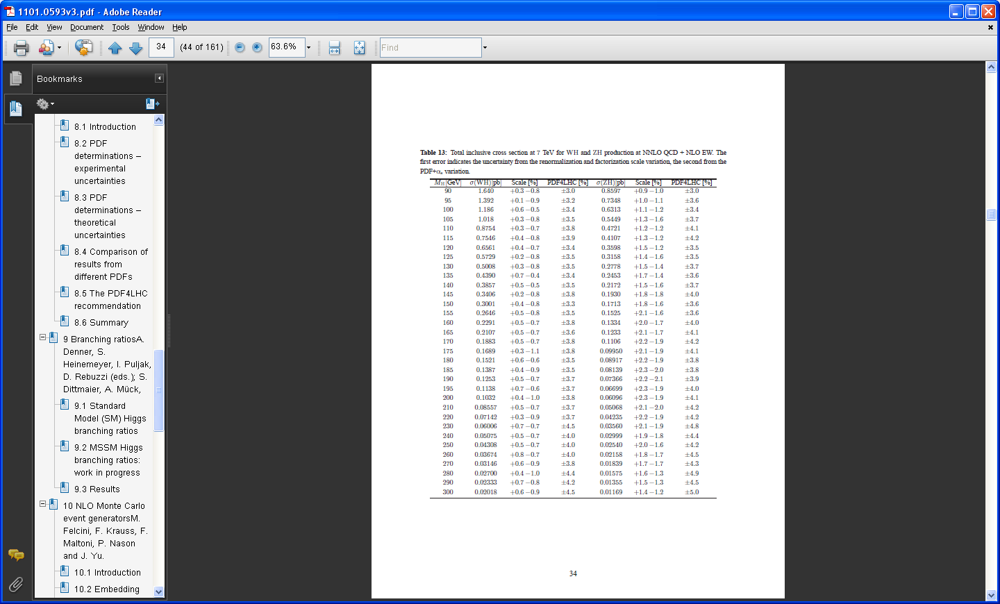 1101.0593v3.pdf - Adobe Reader
File Edit View Document Tools Window Help
34 (44 of 161) 63.6% Find
Bookmarks
8.1 Introduction
8.2 PDF
determinations –
experimental
uncertainties
8.3 PDF
determinations –
theoretical
uncertainties
8.4 Comparison of
results from
different PDFs
8.5 The PDF4LHC
recommendation
8.6 Summary
9 Branching ratiosA.
Denner, S.
Heinemeyer, I. Puljak,
D. Rebuzzi (eds.); S.
Dittmaier, A. Mück,
9.1 Standard
Model (SM) Higgs
branching ratios
9.2 MSSM Higgs
branching ratios:
work in progress
9.3 Results
10 NLO Monte Carlo
event generatorsM.
Felcini, F. Krauss, F.
Maltoni, P. Nason
and J. Yu.
10.1 Introduction
10.2 Embedding
Table 13: Total inclusive cross section at 7 TeV for WH and ZH production at NNLO QCD + NLO EW. The
first error indicates the uncertainty from the renormalization and factorization scale variation, the second from the
PDF+αs variation.
MH[GeV] σ(WH)[pb] Scale [%] PDF4LHC [%] σ(ZH)[pb] Scale [%] PDF4LHC [%]
90 1.640 +0.3 −0.8 ±3.0 0.8597 +0.9 −1.0 ±3.0
95 1.392 +0.1 −0.9 ±3.2 0.7348 +1.0 −1.1 ±3.6
100 1.186 +0.6 −0.5 ±3.4 0.6313 +1.1 −1.2 ±3.4
105 1.018 +0.3 −0.8 ±3.5 0.5449 +1.3 −1.6 ±3.7
110 0.8754 +0.3 −0.7 ±3.8 0.4721 +1.2 −1.2 ±4.1
115 0.7546 +0.4 −0.8 ±3.9 0.4107 +1.3 −1.2 ±4.2
120 0.6561 +0.4 −0.7 ±3.4 0.3598 +1.5 −1.2 ±3.5
125 0.5729 +0.2 −0.8 ±3.5 0.3158 +1.4 −1.6 ±3.5
130 0.5008 +0.3 −0.8 ±3.5 0.2778 +1.5 −1.4 ±3.7
135 0.4390 +0.7 −0.4 ±3.4 0.2453 +1.7 −1.4 ±3.6
140 0.3857 +0.5 −0.5 ±3.5 0.2172 +1.5 −1.6 ±3.7
145 0.3406 +0.2 −0.8 ±3.8 0.1930 +1.8 −1.8 ±4.0
150 0.3001 +0.4 −0.8 ±3.3 0.1713 +1.8 −1.6 ±3.6
155 0.2646 +0.5 −0.8 ±3.5 0.1525 +2.1 −1.6 ±3.6
160 0.2291 +0.5 −0.7 ±3.8 0.1334 +2.0 −1.7 ±4.0
165 0.2107 +0.5 −0.7 ±3.6 0.1233 +2.1 −1.7 ±4.1
170 0.1883 +0.5 −0.7 ±3.8 0.1106 +2.2 −1.9 ±4.2
175 0.1689 +0.3 −1.1 ±3.8 0.09950 +2.1 −1.9 ±4.1
180 0.1521 +0.6 −0.6 ±3.5 0.08917 +2.2 −1.9 ±3.8
185 0.1387 +0.4 −0.9 ±3.5 0.08139 +2.3 −2.0 ±3.8
190 0.1253 +0.5 −0.7 ±3.7 0.07366 +2.2 −2.1 ±3.9
195 0.1138 +0.7 −0.6 ±3.7 0.06699 +2.3 −1.9 ±4.0
200 0.1032 +0.4 −1.0 ±3.8 0.06096 +2.3 −1.9 ±4.1
210 0.08557 +0.5 −0.7 ±3.7 0.05068 +2.1 −2.0 ±4.2
220 0.07142 +0.3 −0.9 ±3.7 0.04235 +2.2 −1.9 ±4.2
230 0.06006 +0.7 −0.7 ±4.5 0.03560 +2.1 −1.9 ±4.8
240 0.05075 +0.5 −0.7 ±4.0 0.02999 +1.9 −1.8 ±4.4
250 0.04308 +0.5 −0.7 ±4.0 0.02540 +2.0 −1.6 ±4.2
260 0.03674 +0.8 −0.7 ±4.0 0.02158 +1.8 −1.7 ±4.5
270 0.03146 +0.6 −0.9 ±3.8 0.01839 +1.7 −1.7 ±4.3
280 0.02700 +0.4 −1.0 ±4.4 0.01575 +1.6 −1.3 ±4.9
290 0.02333 +0.7 −0.8 ±4.2 0.01355 +1.5 −1.3 ±4.5
300 0.02018 +0.6 −0.9 ±4.5 0.01169 +1.4 −1.2 ±5.0
34